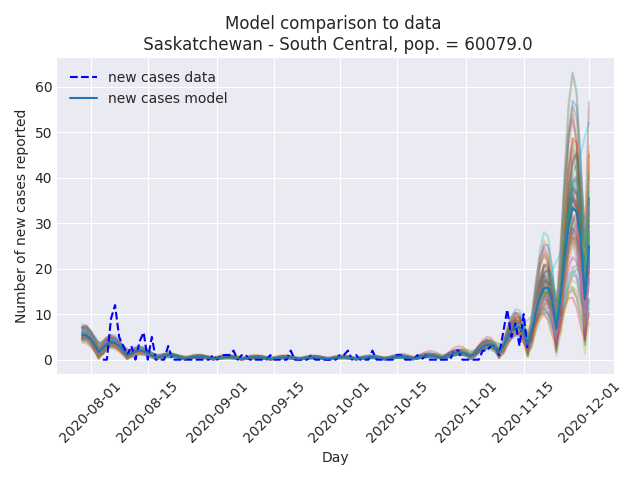 Model comparison to data
Saskatchewan - South Central, pop. = 60079.0
new cases data
new cases model
Number of new cases reported
60
50
40
30
20
10
0
2020-08-01
2020-08-15
2020-09-01
2020-09-15
2020-10-01
2020-10-15
2020-11-01
2020-11-15
2020-12-01
Day